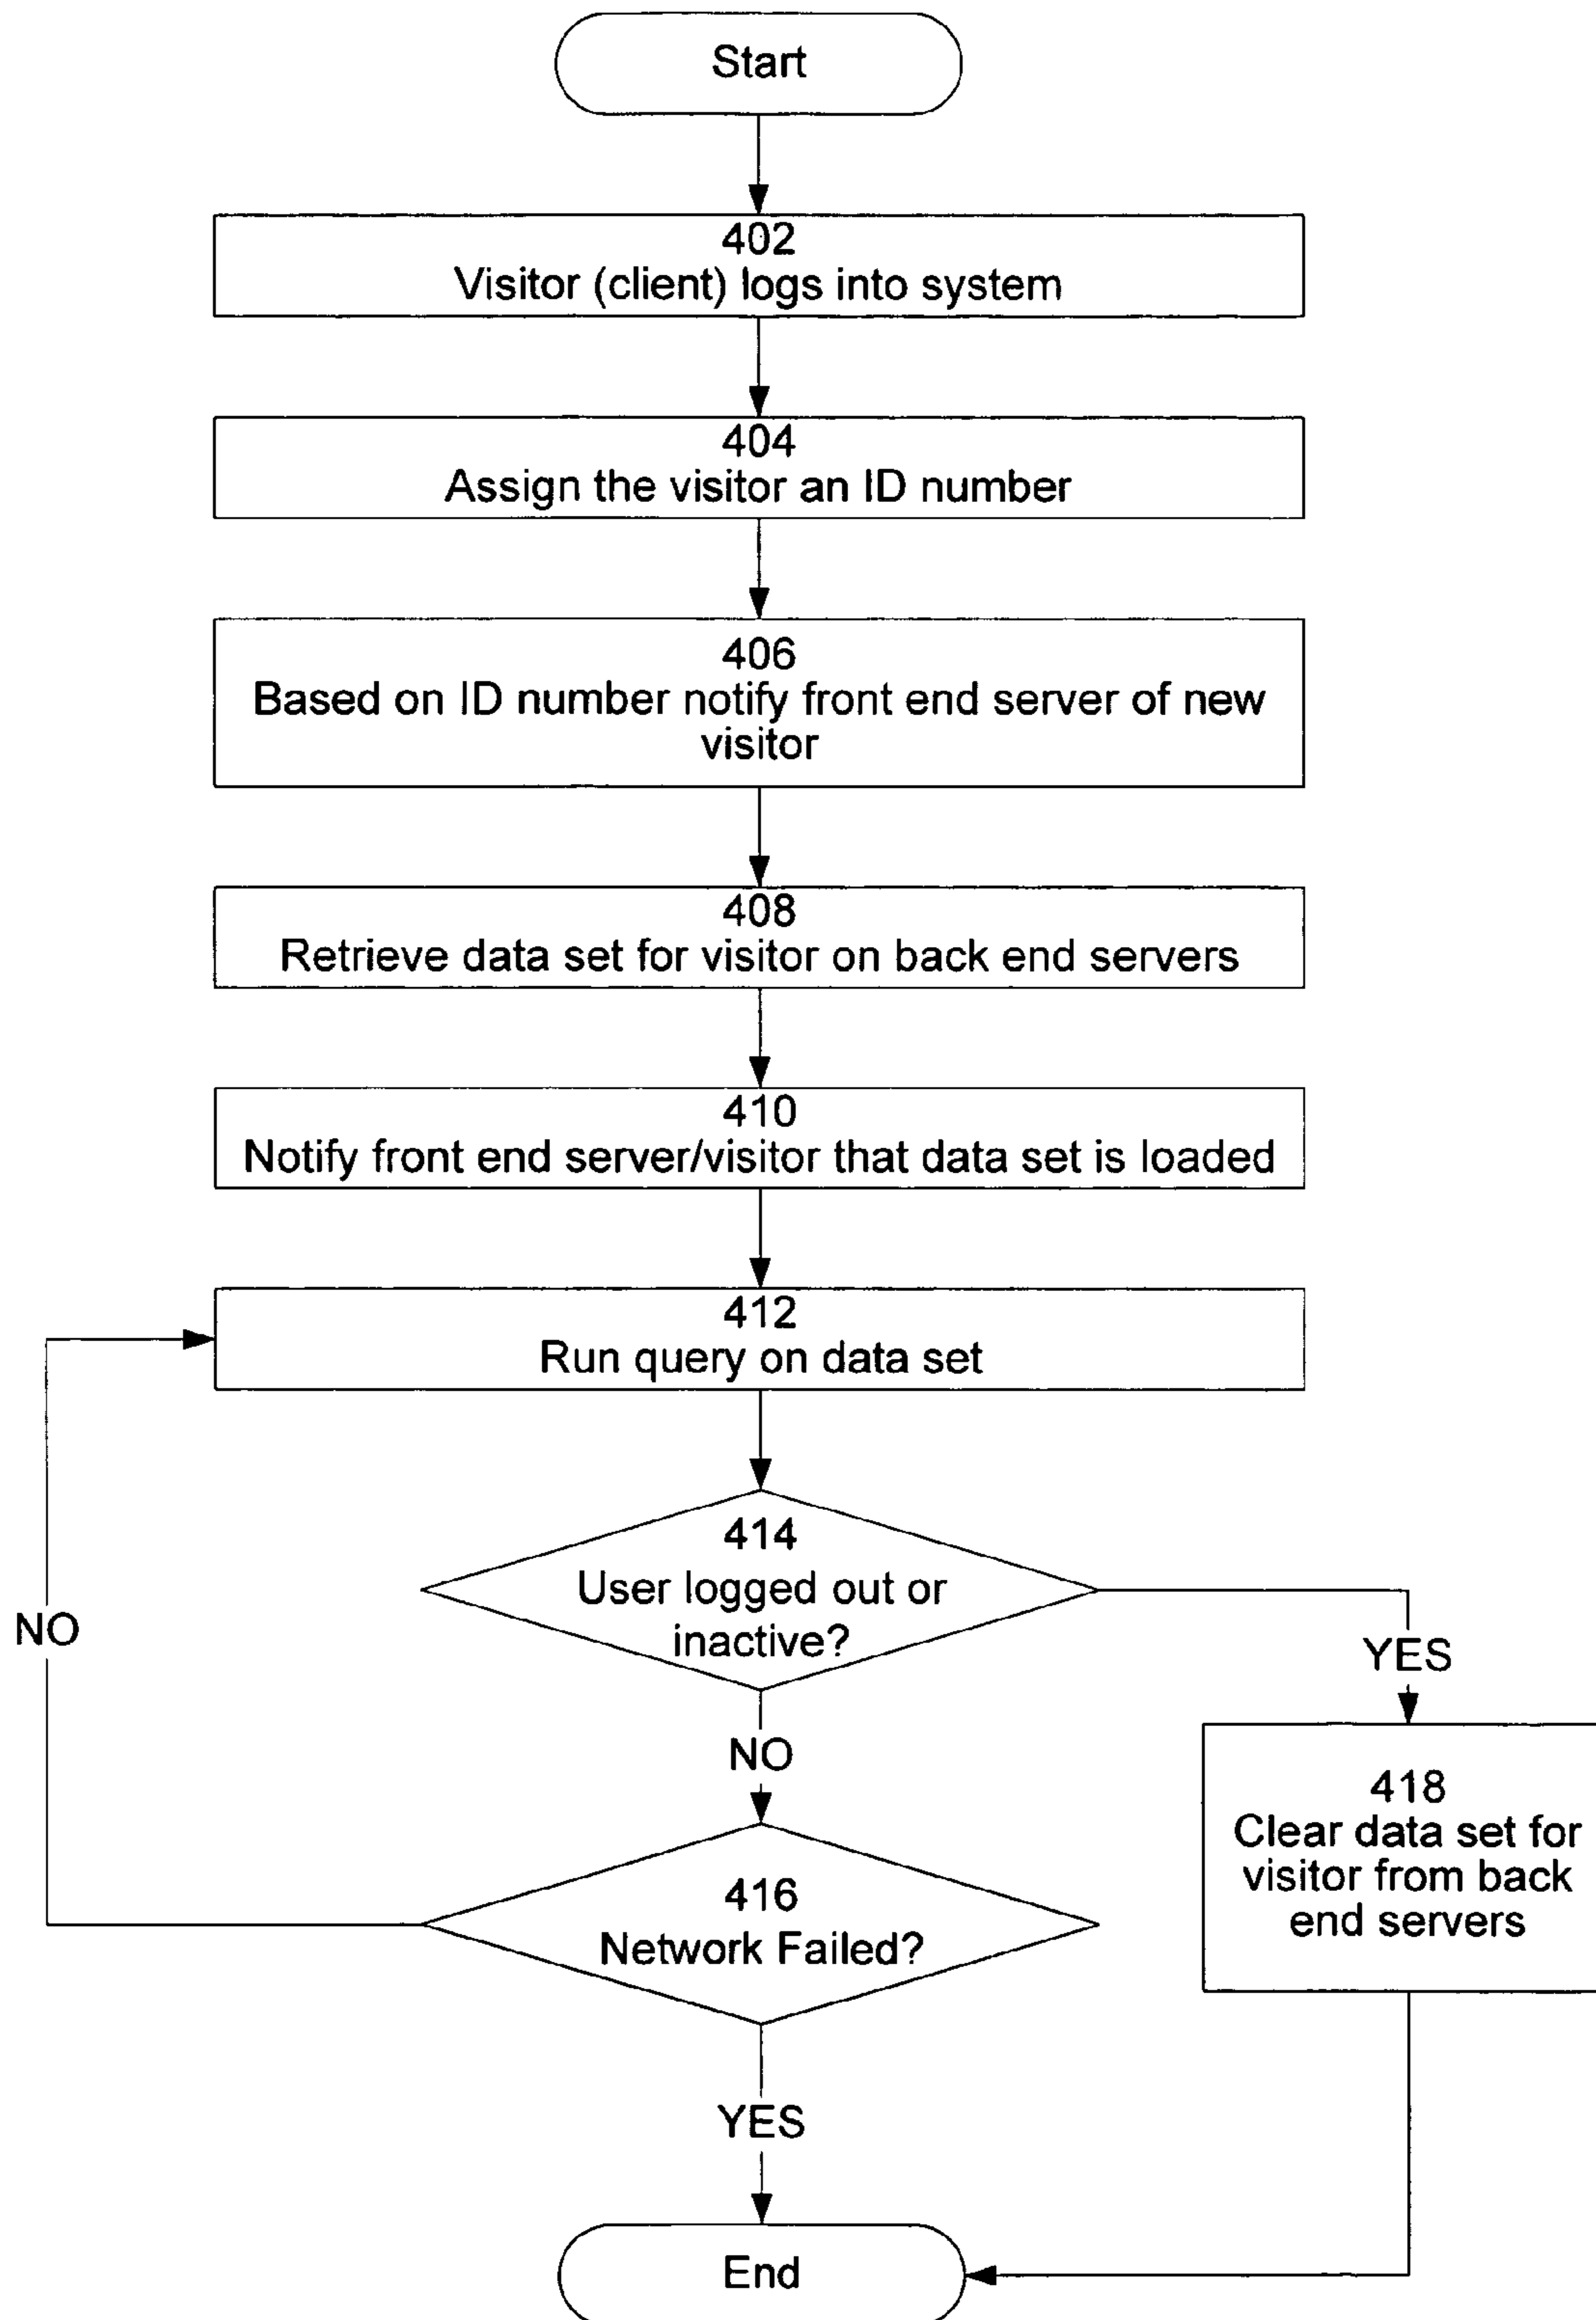 Start
402
Visitor (client) logs into system
404
Assign the visitor an ID number
406
Based on ID number notify front end server of new
visitor
408
Retrieve data set for visitor on back end servers
410
Notify front end server/visitor that data set is loaded
412
Run query on data set
414
User logged out or
inactive?
NO
YES
NO
418
Clear data set for
visitor from back
end servers
416
Network Failed?
YES
End